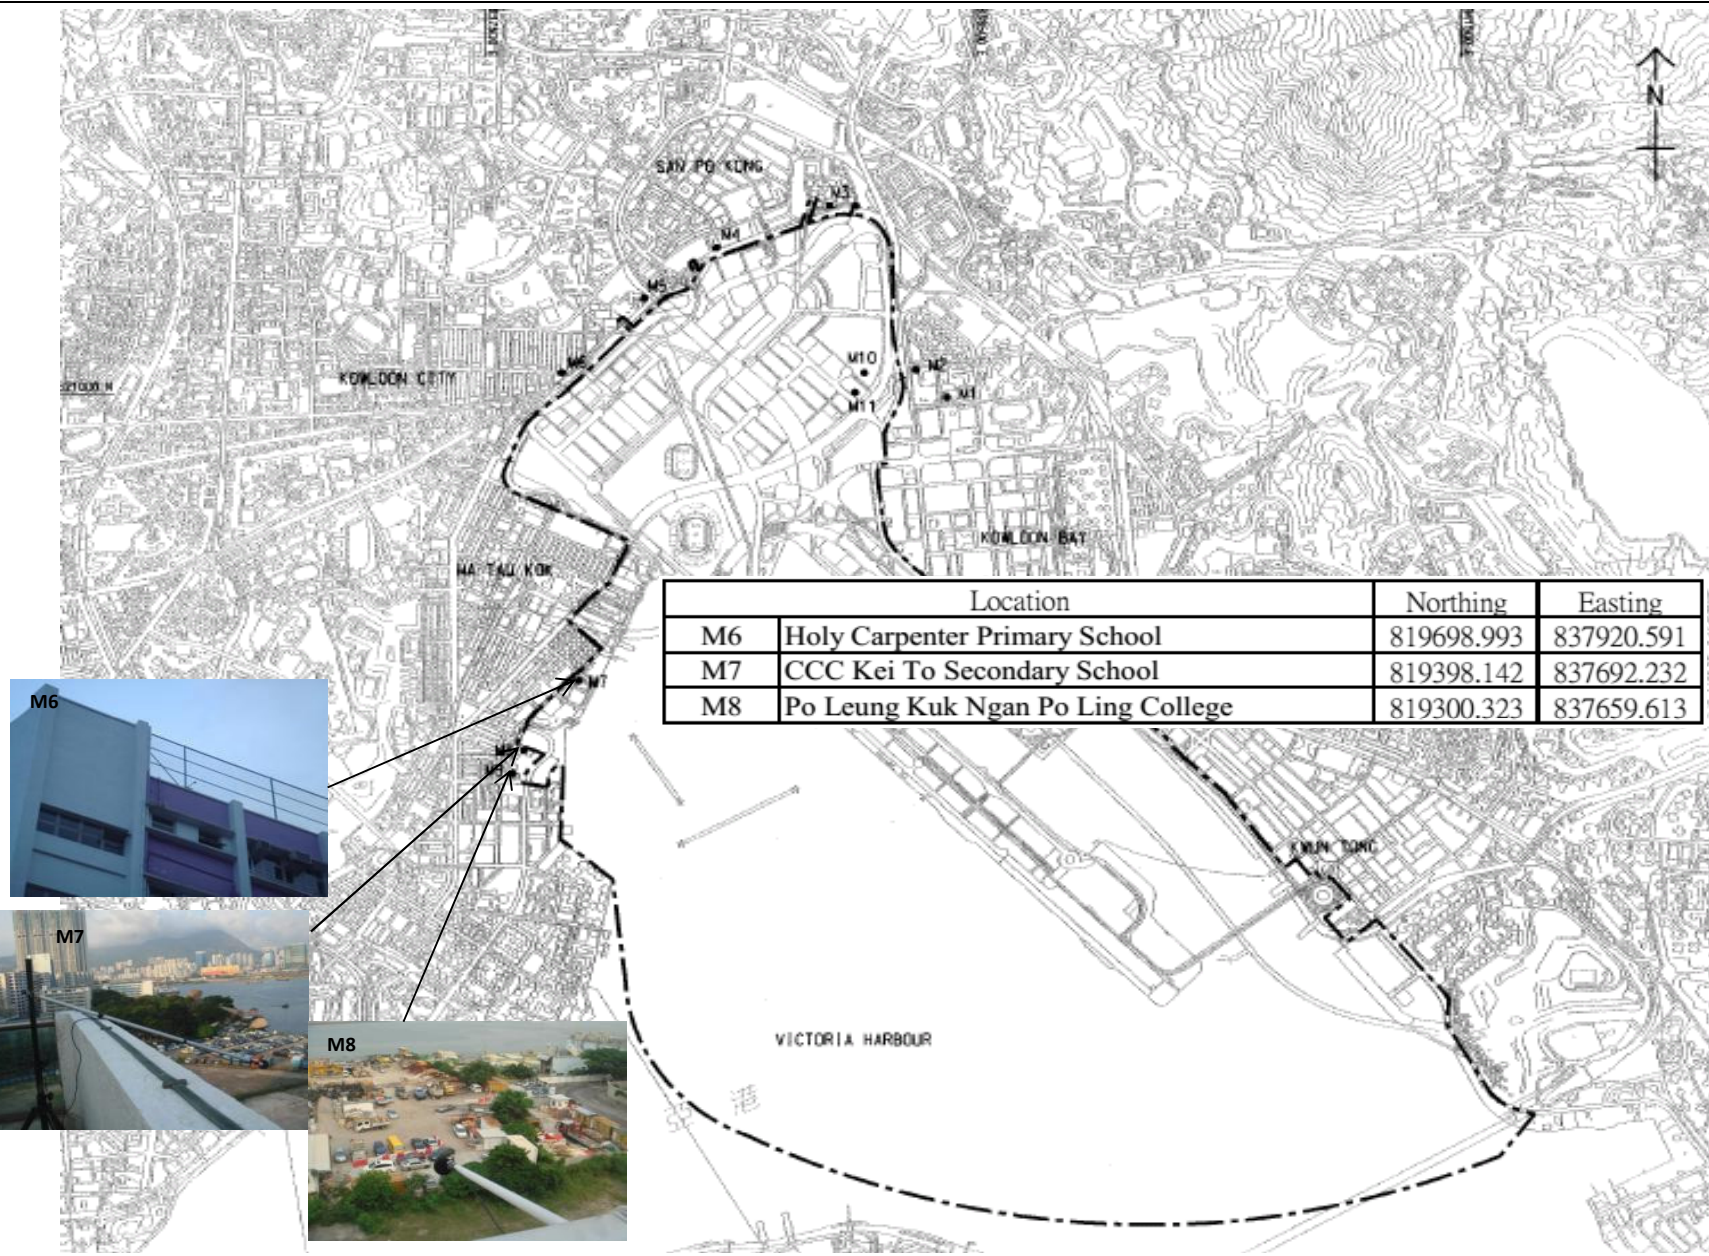 N
SAN PO KONG
M3
M4
M5
M6
KOWLOON CITY
M10
M2
M11
M1
KOWLOON BAY
MA TAU KOK
Location Northing Easting
M6 Holy Carpenter Primary School 819698.993 837920.591
M7 CCC Kei To Secondary School 819398.142 837692.232
M8 Po Leung Kuk Ngan Po Ling College 819300.323 837659.613
M7
M6
KWUN TONG
M7
M8
VICTORIA HARBOUR
港